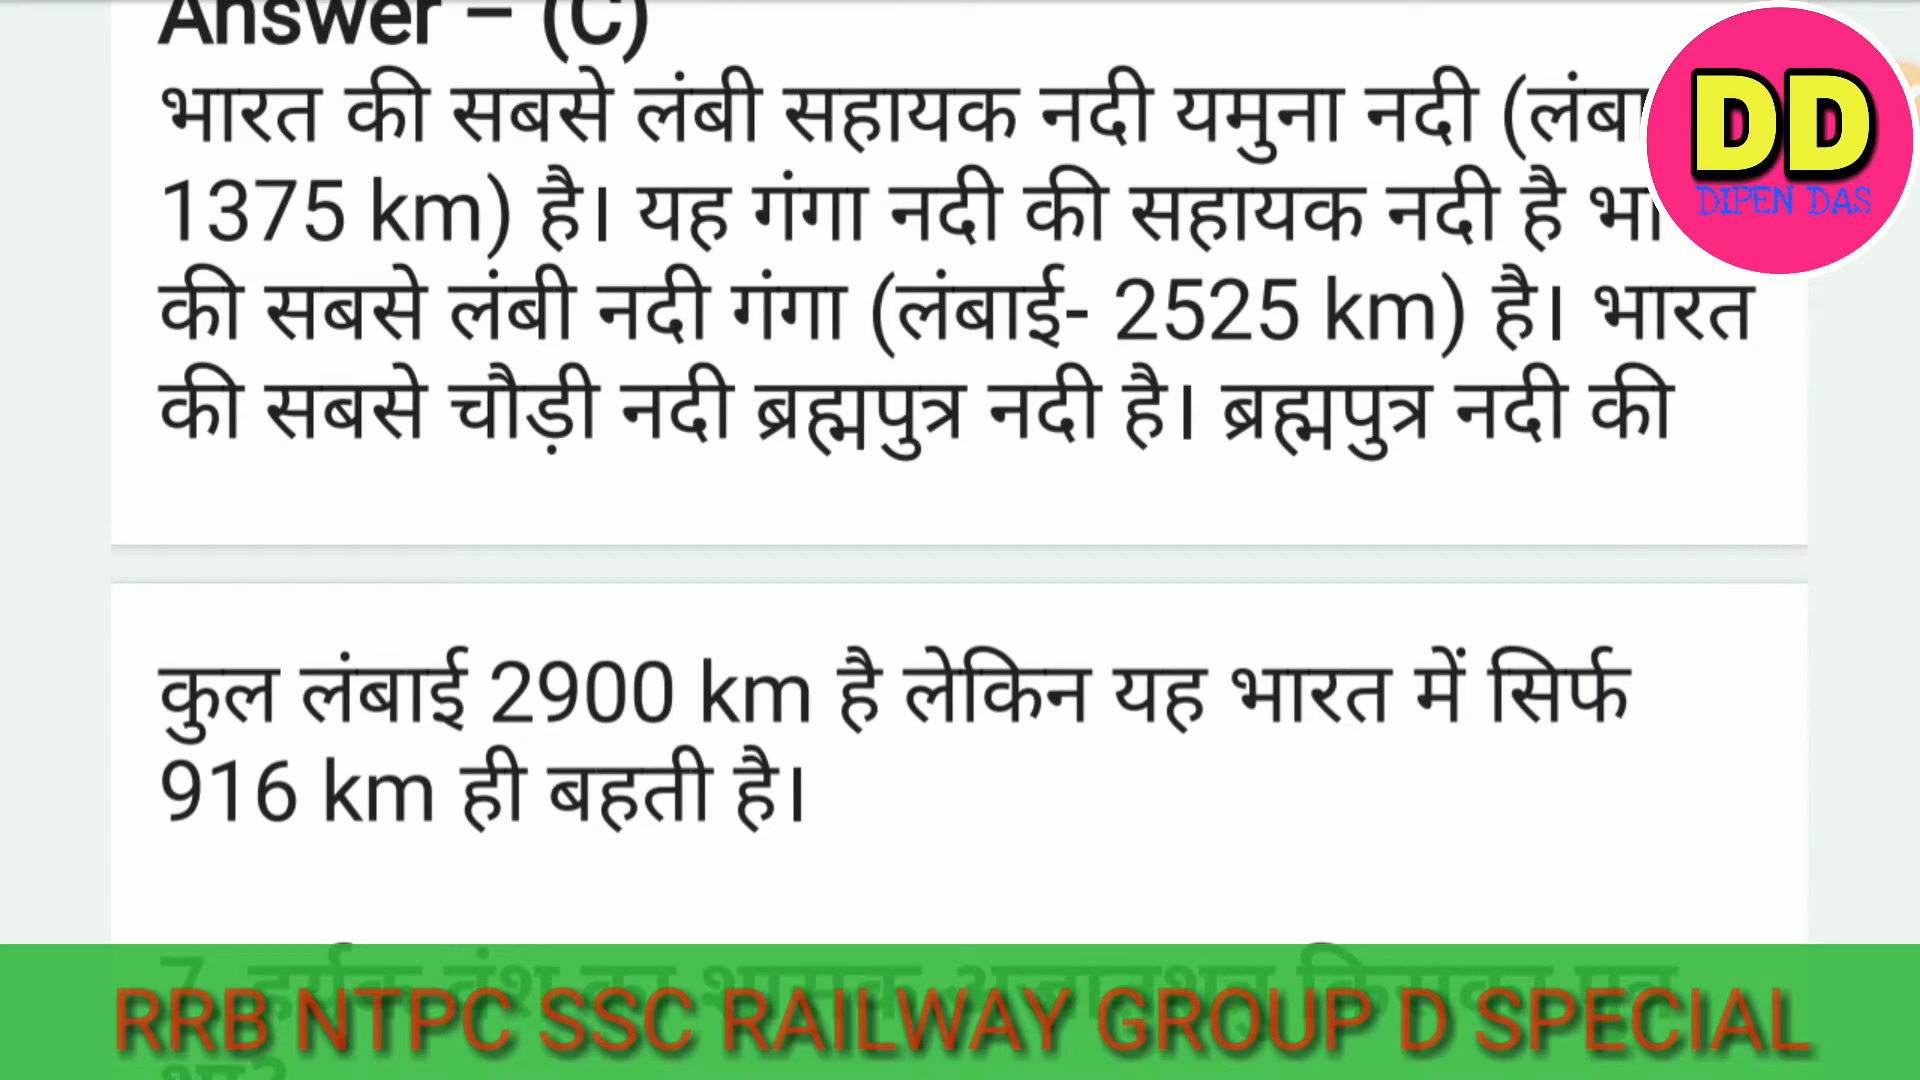 Answer – (C)
भारत की सबसे लंबी सहायक नदी यमुना नदी
1375 km) है। यह गंगा नदी की सहायक नदी है
की सबसे लंबी नदी गंगा (लंबाई- 2525 km) है। भारत
की सबसे चौड़ी नदी ब्रह्मपुत्र नदी है। ब्रह्मपुत्र नदी की
DD
DIPEN DAS
कुल लंबाई 2900 km है लेकिन यह भारत में सिर्फ
916 km ही बहती है।
RRB NTPC SSC RAILWAY GROUP D SPECIAL